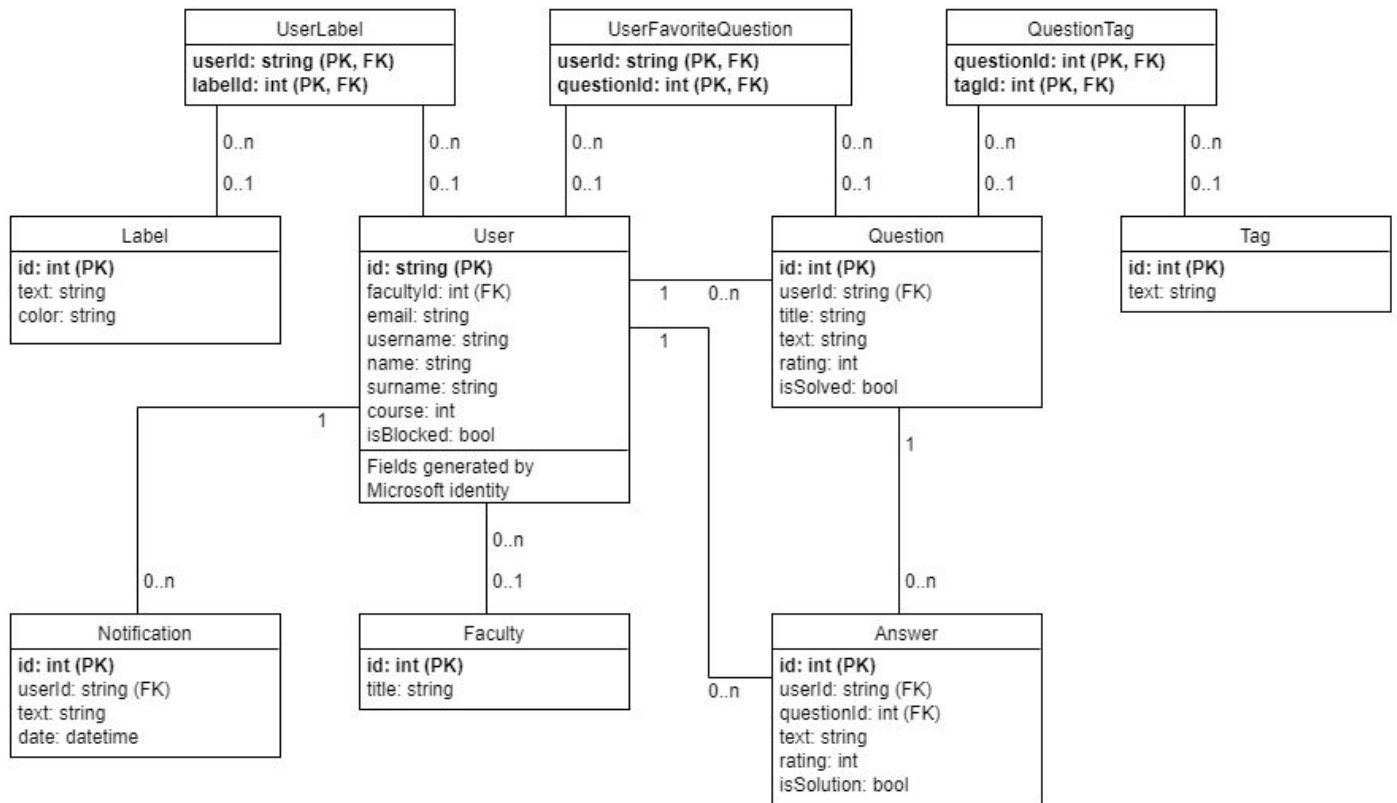 UserLabel
userId: string (PK, FK)
labelId: int (PK, FK)
UserFavoriteQuestion
userId: string (PK, FK)
questionId: int (PK, FK)
QuestionTag
questionId: int (PK, FK)
tagId: int (PK, FK)
0..n
0..n
0..n
0..n
0..n
0..n
0..1
0..1
0..1
0..1
0..1
0..1
Label
id: int (PK)
text: string
color: string
User
id: string (PK)
facultyId: int (FK)
email: string
username: string
name: string
surname: string
course: int
isBlocked: bool
Fields generated by
Microsoft identity
1
0..n
1
Question
id: int (PK)
userId: string (FK)
title: string
text: string
rating: int
isSolved: bool
Tag
id: int (PK)
text: string
1
1
0..n
0..n
0..1
0..n
0..n
Notification
id: int (PK)
userId: string (FK)
text: string
date: datetime
Faculty
id: int (PK)
title: string
Answer
id: int (PK)
userId: string (FK)
questionId: int (FK)
text: string
rating: int
isSolution: bool